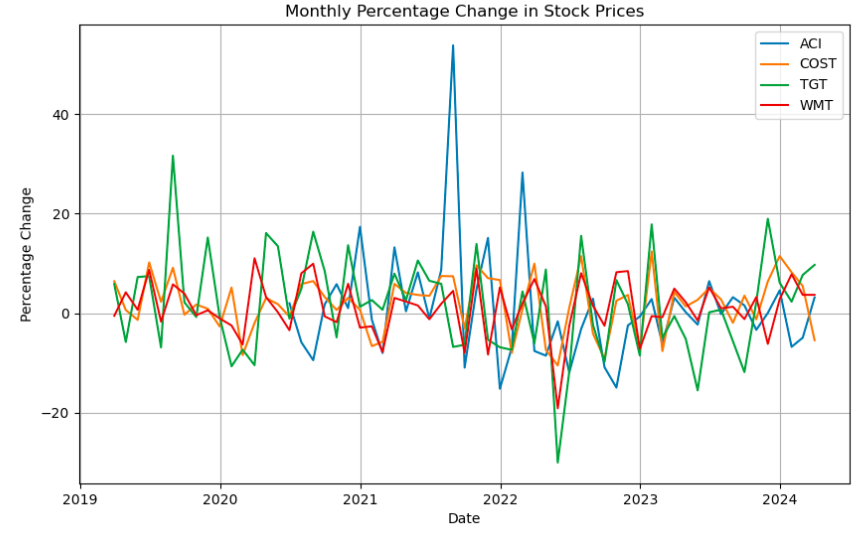 Monthly Percentage Change in Stock Prices
ACI
COST
TGT
WMT
Percentage Change
40
20
0
−20
2019 2020 2021 2022 2023 2024
Date